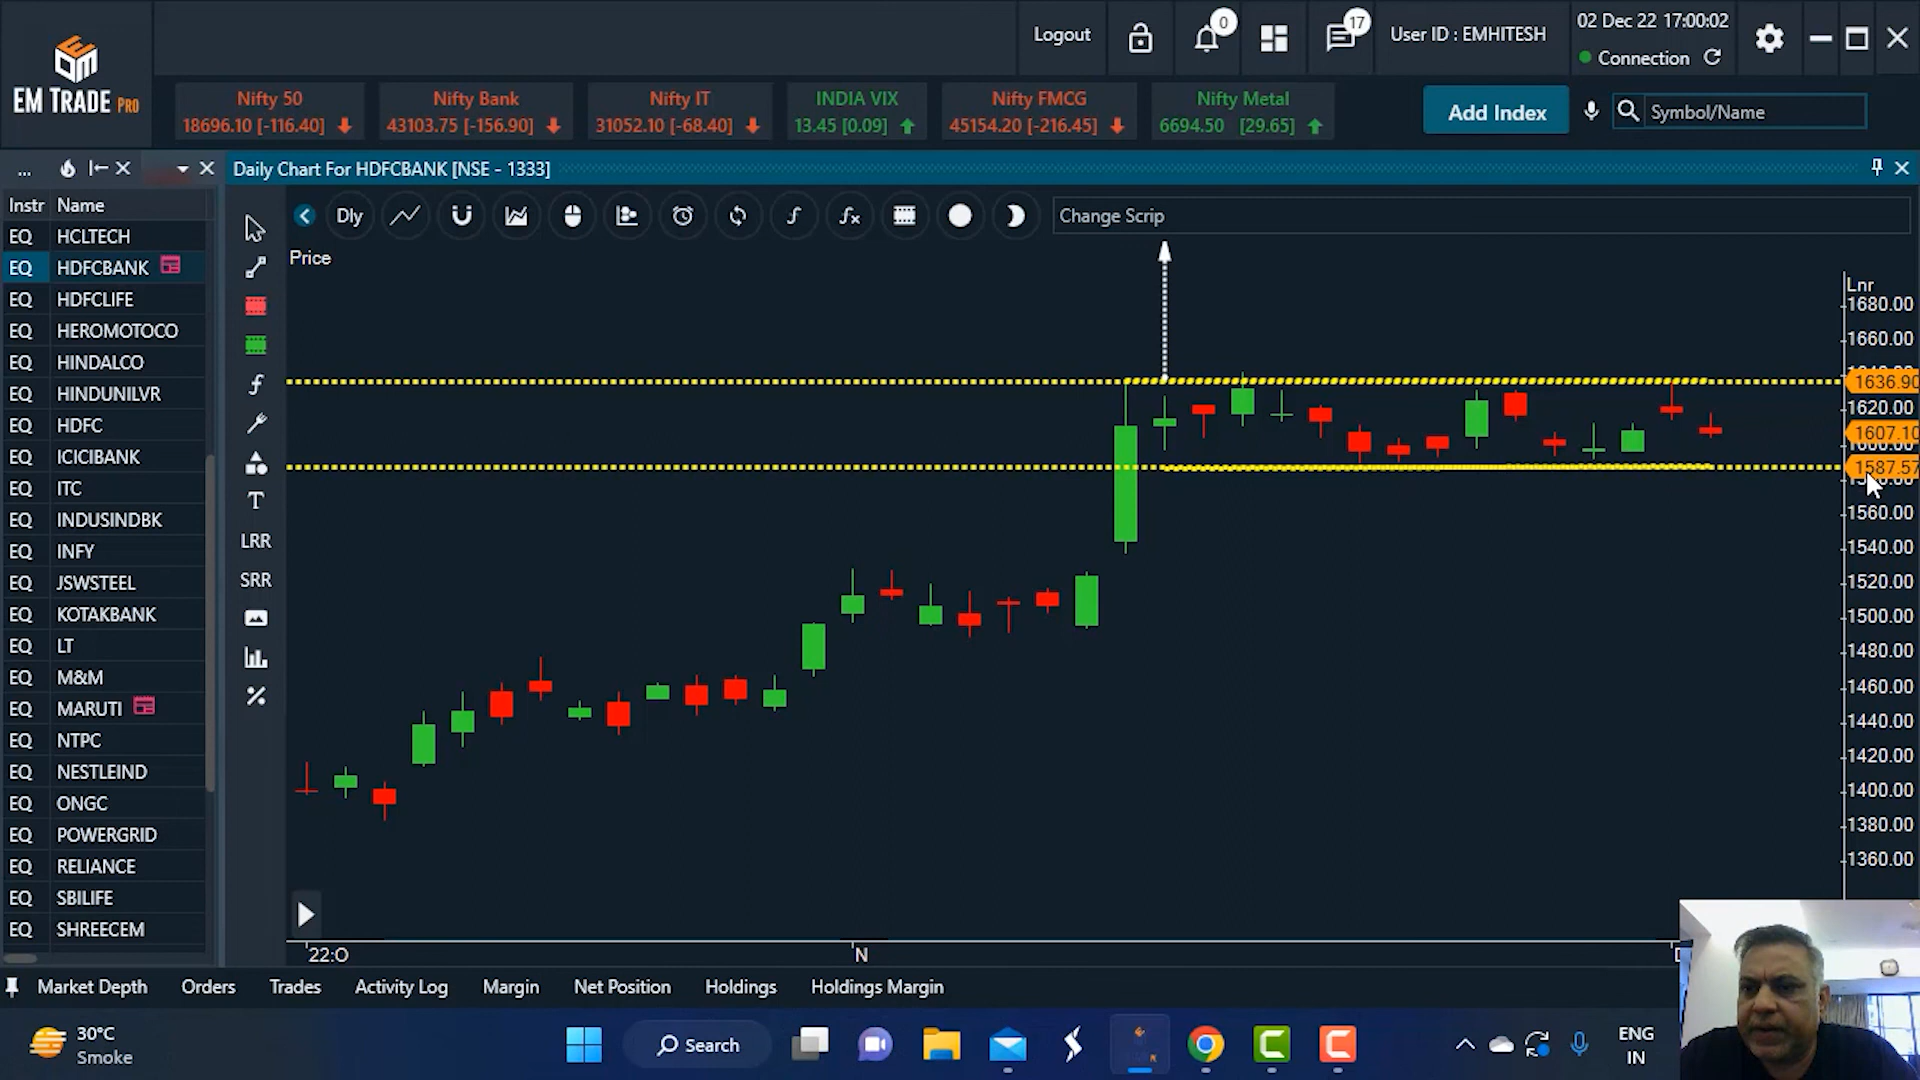 Logout
0
17
User ID : EMHITESH
02 Dec 22 17:00:02
Connection
EM TRADE PRO
Nifty 50
18696.10 [-116.40]
Nifty Bank
43103.75 [-156.90]
Nifty IT
31052.10 [-68.40]
INDIA VIX
13.45 [0.09]
Nifty FMCG
45154.20 [-216.45]
Nifty Metal
6694.50 [29.65]
Add Index
Symbol/Name
...
Daily Chart For HDFCBANK [NSE - 1333]
Instr Name
EQ HCLTECH
EQ HDFCBANK
EQ HDFCLIFE
EQ HEROMOTOCO
EQ HINDALCO
EQ HINDUNILVR
EQ HDFC
EQ ICICIBANK
EQ ITC
EQ INDUSINDBK
EQ INFY
EQ JSWSTEEL
EQ KOTAKBANK
EQ LT
EQ M&M
EQ MARUTI
EQ NTPC
EQ NESTLEIND
EQ ONGC
EQ POWERGRID
EQ RELIANCE
EQ SBILIFE
EQ SHREECEM
Dly
Change Scrip
Price
T
LRR
SRR
Lnr
1680.00
1660.00
1636.90
1620.00
1607.10
1587.57
1560.00
1540.00
1520.00
1500.00
1480.00
1460.00
1440.00
1420.00
1400.00
1380.00
1360.00
22:O
N
Market Depth
Orders
Trades
Activity Log
Margin
Net Position
Holdings
Holdings Margin
30°C
Smoke
Search
ENG
IN